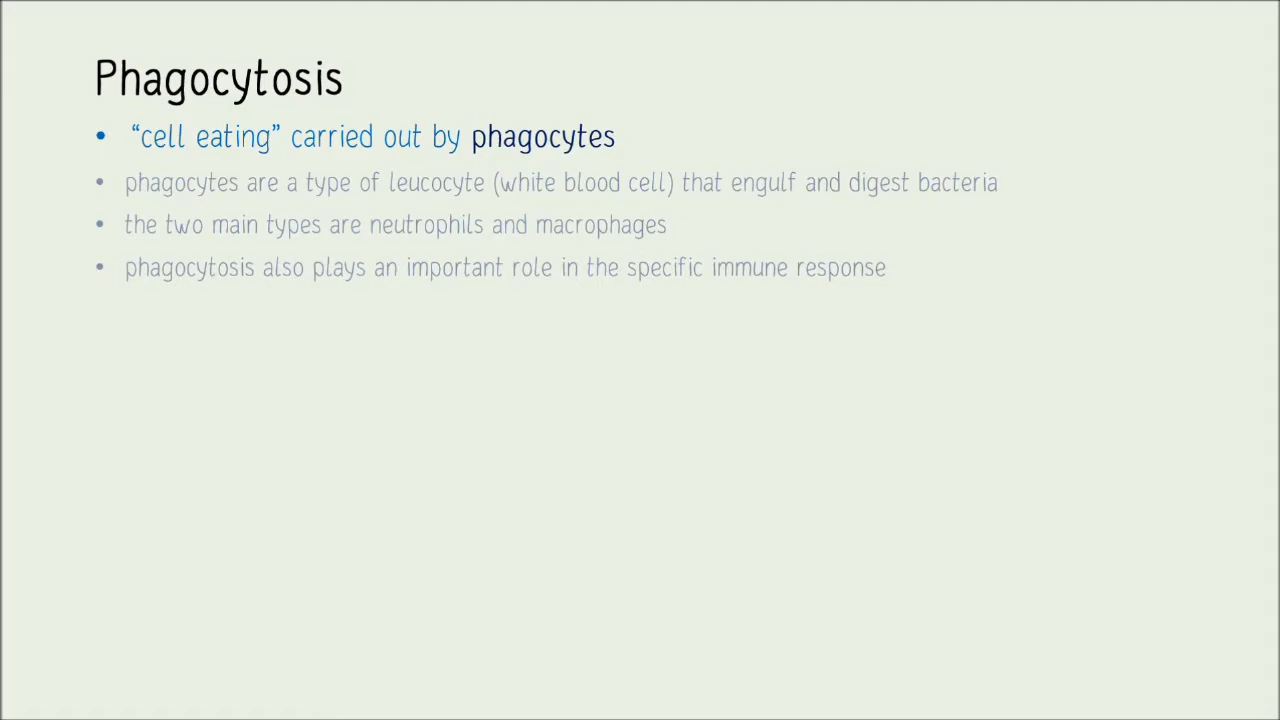 Phagocytosis
• “cell eating” carried out by phagocytes
• phagocytes are a type of leucocyte (white blood cell) that engulf and digest bacteria
• the two main types are neutrophils and macrophages
• phagocytosis also plays an important role in the specific immune response